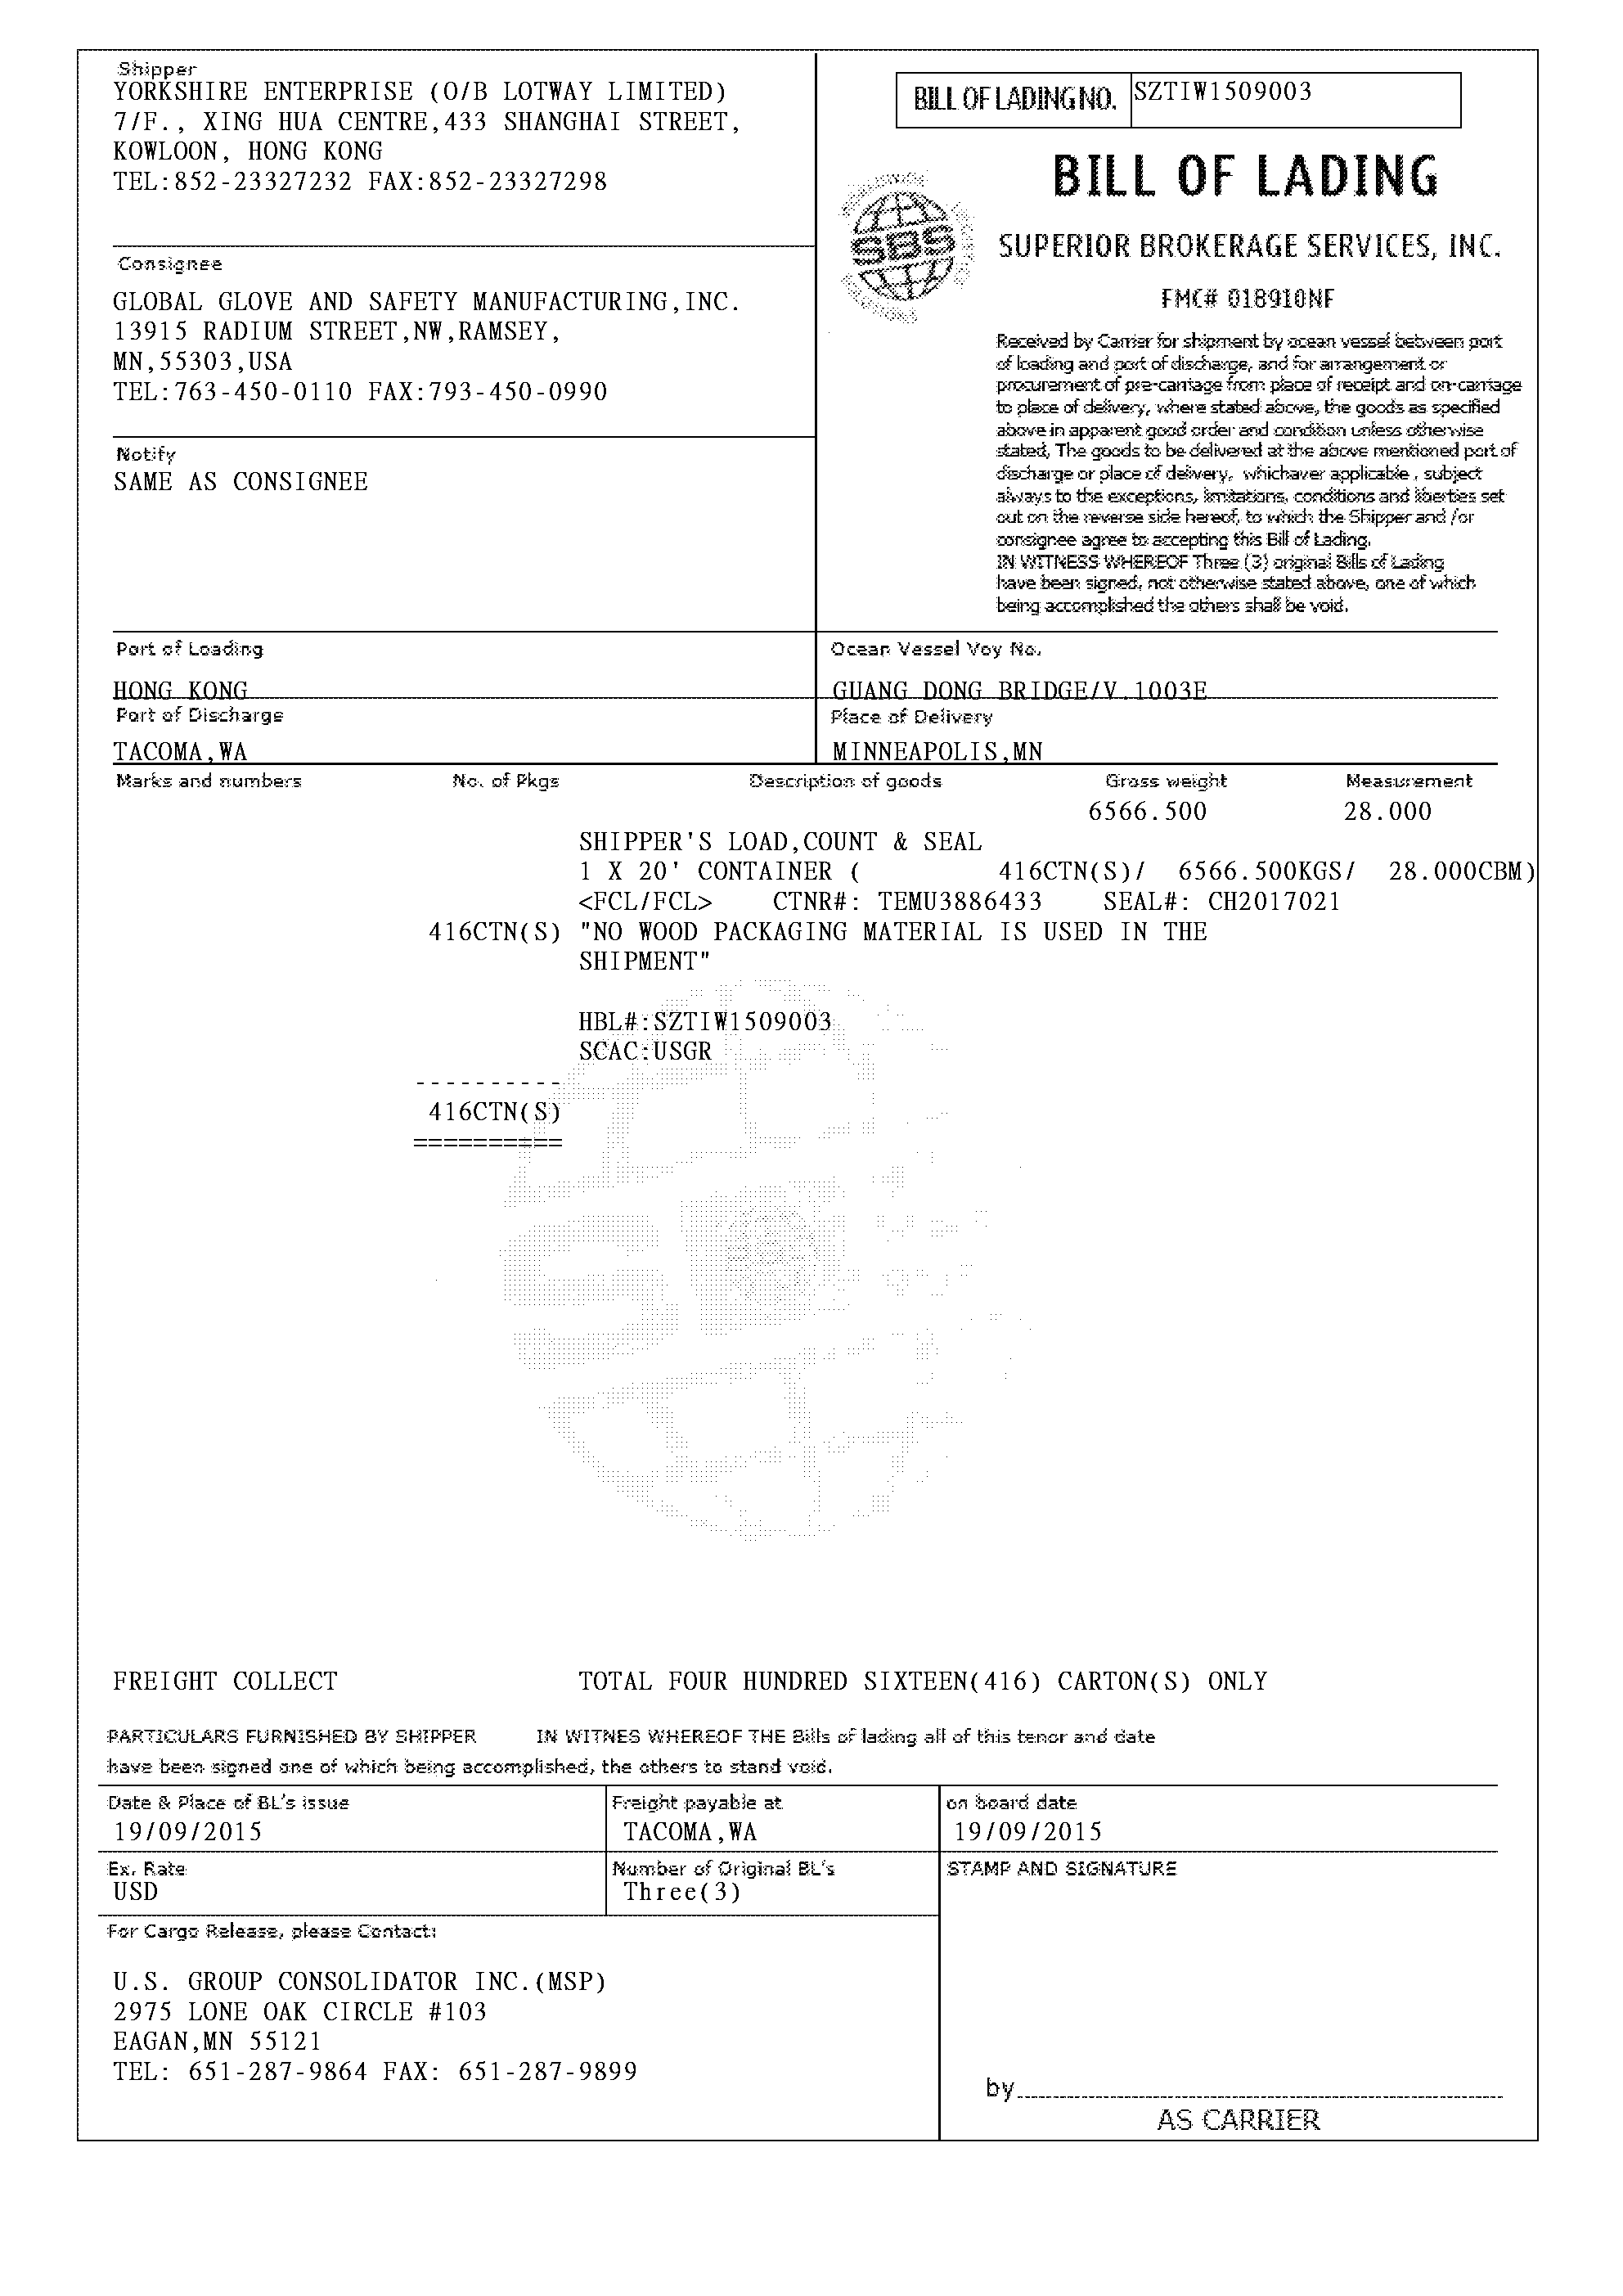 Shipper
YORKSHIRE ENTERPRISE (O/B LOTWAY LIMITED)
7/F., XING HUA CENTRE,433 SHANGHAI STREET,
KOWLOON, HONG KONG
TEL:852-23327232 FAX:852-23327298
BILL OF LADING NO. SZTIW1509003
BILL OF LADING
SBS
SUPERIOR BROKERAGE SERVICES, INC.
FMC# 018910NF
Consignee
GLOBAL GLOVE AND SAFETY MANUFACTURING,INC.
13915 RADIUM STREET,NW,RAMSEY,
MN,55303,USA
TEL:763-450-0110 FAX:793-450-0990
Notify
SAME AS CONSIGNEE
Received by Carrier for shipment by ocean vessel between port
of loading and port of discharge, and for arrangement or
procurement of pre-carriage from place of receipt and on-carriage
to place of delivery, where stated above, the goods as specified
above in apparent good order and condition unless otherwise
stated, The goods to be delivered at the above mentioned port of
discharge or place of delivery, whichaver applicable , subject
always to the exceptions, limitations, conditions and liberties set
out on the reverse side hereof, to which the Shipper and /or
consignee agree to accepting this Bill of Lading.
IN WITNESS WHEREOF Three (3) original Bills of Lading
have been signed, not otherwise stated above, one of which
being accomplished the others shall be void.
Port of Loading
HONG KONG
Ocean Vessel Voy No.
GUANG DONG BRIDGE/V.1003E
Port of Discharge
TACOMA,WA
Place of Delivery
MINNEAPOLIS,MN
Marks and numbers No. of Pkgs Description of goods Gross weight Measurement
6566.500 28.000
SHIPPER'S LOAD,COUNT & SEAL
1 X 20' CONTAINER ( 416CTN(S)/ 6566.500KGS/ 28.000CBM)
<FCL/FCL> CTNR#: TEMU3886433 SEAL#: CH2017021
416CTN(S) "NO WOOD PACKAGING MATERIAL IS USED IN THE
SHIPMENT"
HBL#:SZTIW1509003
SCAC:USGR
----------
416CTN(S)
==========
FREIGHT COLLECT TOTAL FOUR HUNDRED SIXTEEN(416) CARTON(S) ONLY
PARTICULARS FURNISHED BY SHIPPER IN WITNES WHEREOF THE Bills of lading all of this tenor and date
have been signed one of which being accomplished, the others to stand void.
Date & Place of BL's issue
19/09/2015
Freight payable at
TACOMA,WA
on board date
19/09/2015
Ex. Rate
USD
Number of Original BL's
Three(3)
STAMP AND SIGNATURE
For Cargo Release, please Contact:
U.S. GROUP CONSOLIDATOR INC.(MSP)
2975 LONE OAK CIRCLE #103
EAGAN,MN 55121
TEL: 651-287-9864 FAX: 651-287-9899
by
AS CARRIER